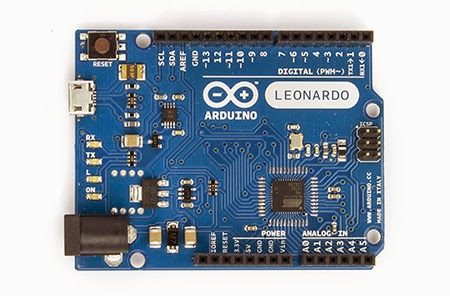 RESET
SCL
SDA
AREF
GND
~13
12
~11
~10
~9
8
7
~6
~5
4
~3
2
TX→1
RX←0
DIGITAL (PWM~)
ARDUINO
LEONARDO
ICSP
RX
TX
L
ON
WWW.ARDUINO.CC
MADE IN ITALY
POWER
ANALOG IN
IOREF
RESET
3.3V
5V
GND
GND
Vin
A0
A1
A2
A3
A4
A5